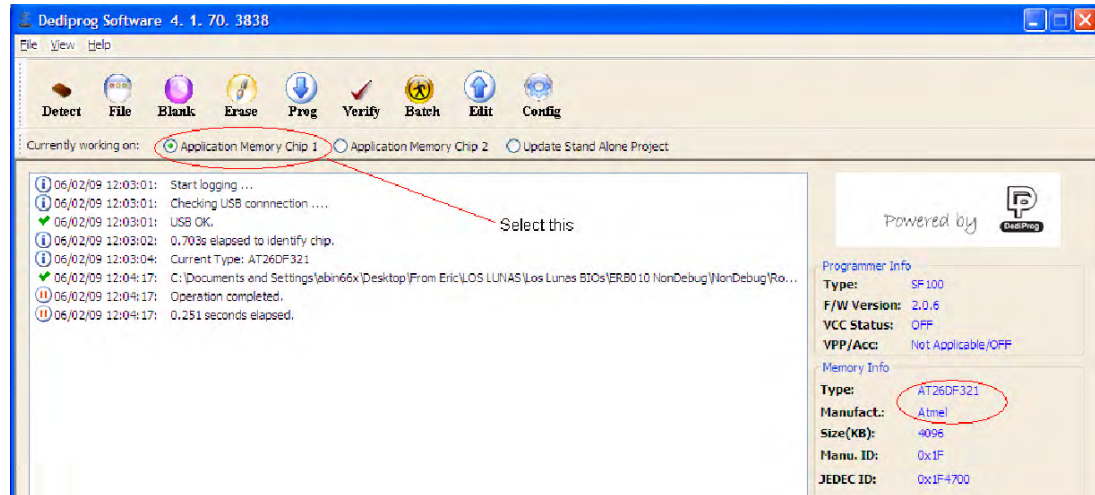 Dediprog Software 4. 1. 70. 3838
File View Help
Detect File Blank Erase Prog Verify Batch Edit Config
Currently working on: Application Memory Chip 1 Application Memory Chip 2 Update Stand Alone Project
06/02/09 12:03:01: Start logging ...
06/02/09 12:03:01: Checking USB connnection ....
06/02/09 12:03:01: USB OK.
06/02/09 12:03:02: 0.703s elapsed to identify chip.
06/02/09 12:03:04: Current Type: AT26DF321
06/02/09 12:04:17: C:\Documents and Settings\abin66x\Desktop\From Eric\LOS LUNAS\Los Lunas BIOs\ERB010 NonDebug\NonDebug\Ro...
06/02/09 12:04:17: Operation completed.
06/02/09 12:04:17: 0.251 seconds elapsed.
Select this
Powered by DediProg
Programmer Info
Type: SF100
F/W Version: 2.0.6
VCC Status: OFF
VPP/Acc: Not Applicable/OFF
Memory Info
Type: AT26DF321
Manufact.: Atmel
Size(KB): 4096
Manu. ID: 0x1F
JEDEC ID: 0x1F4700